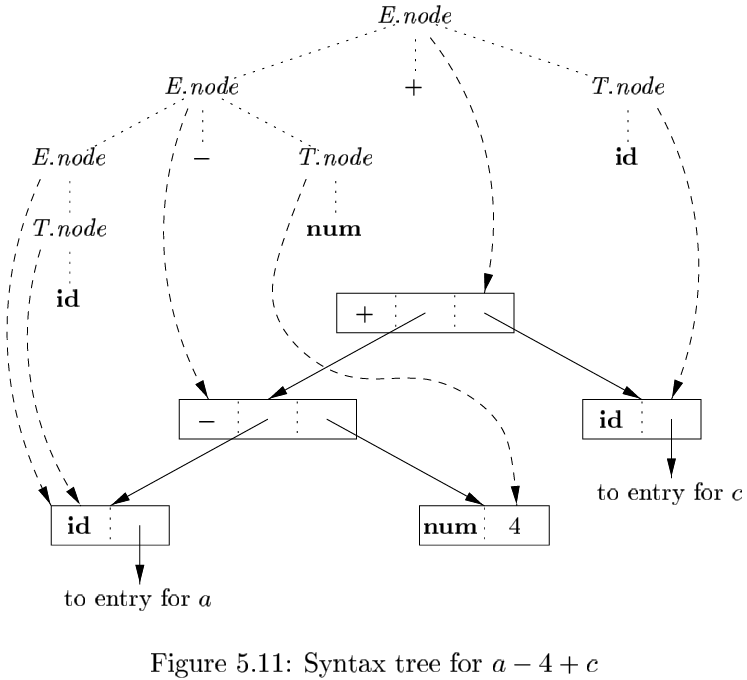 E.node
E.node + T.node
E.node − T.node id
T.node num
id
+
− id
to entry for c
id num 4
to entry for a
Figure 5.11: Syntax tree for a − 4 + c